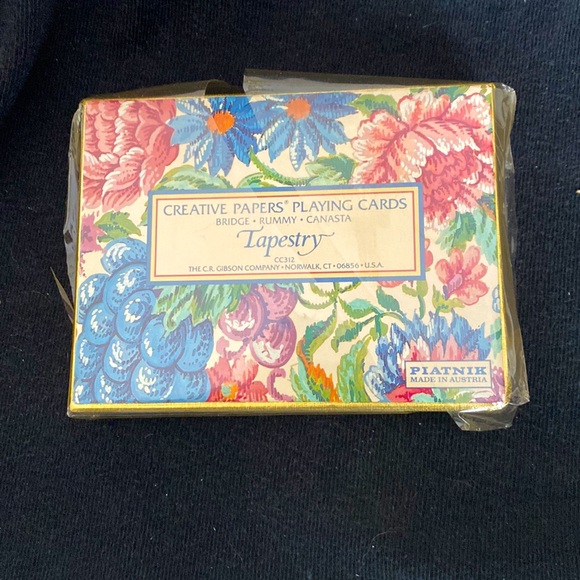 CREATIVE PAPERS® PLAYING CARDS
BRIDGE • RUMMY • CANASTA
Tapestry
CC312
THE C.R. GIBSON COMPANY • NORWALK, CT • 06856 • U.S.A.
PIATNIK
MADE IN AUSTRIA